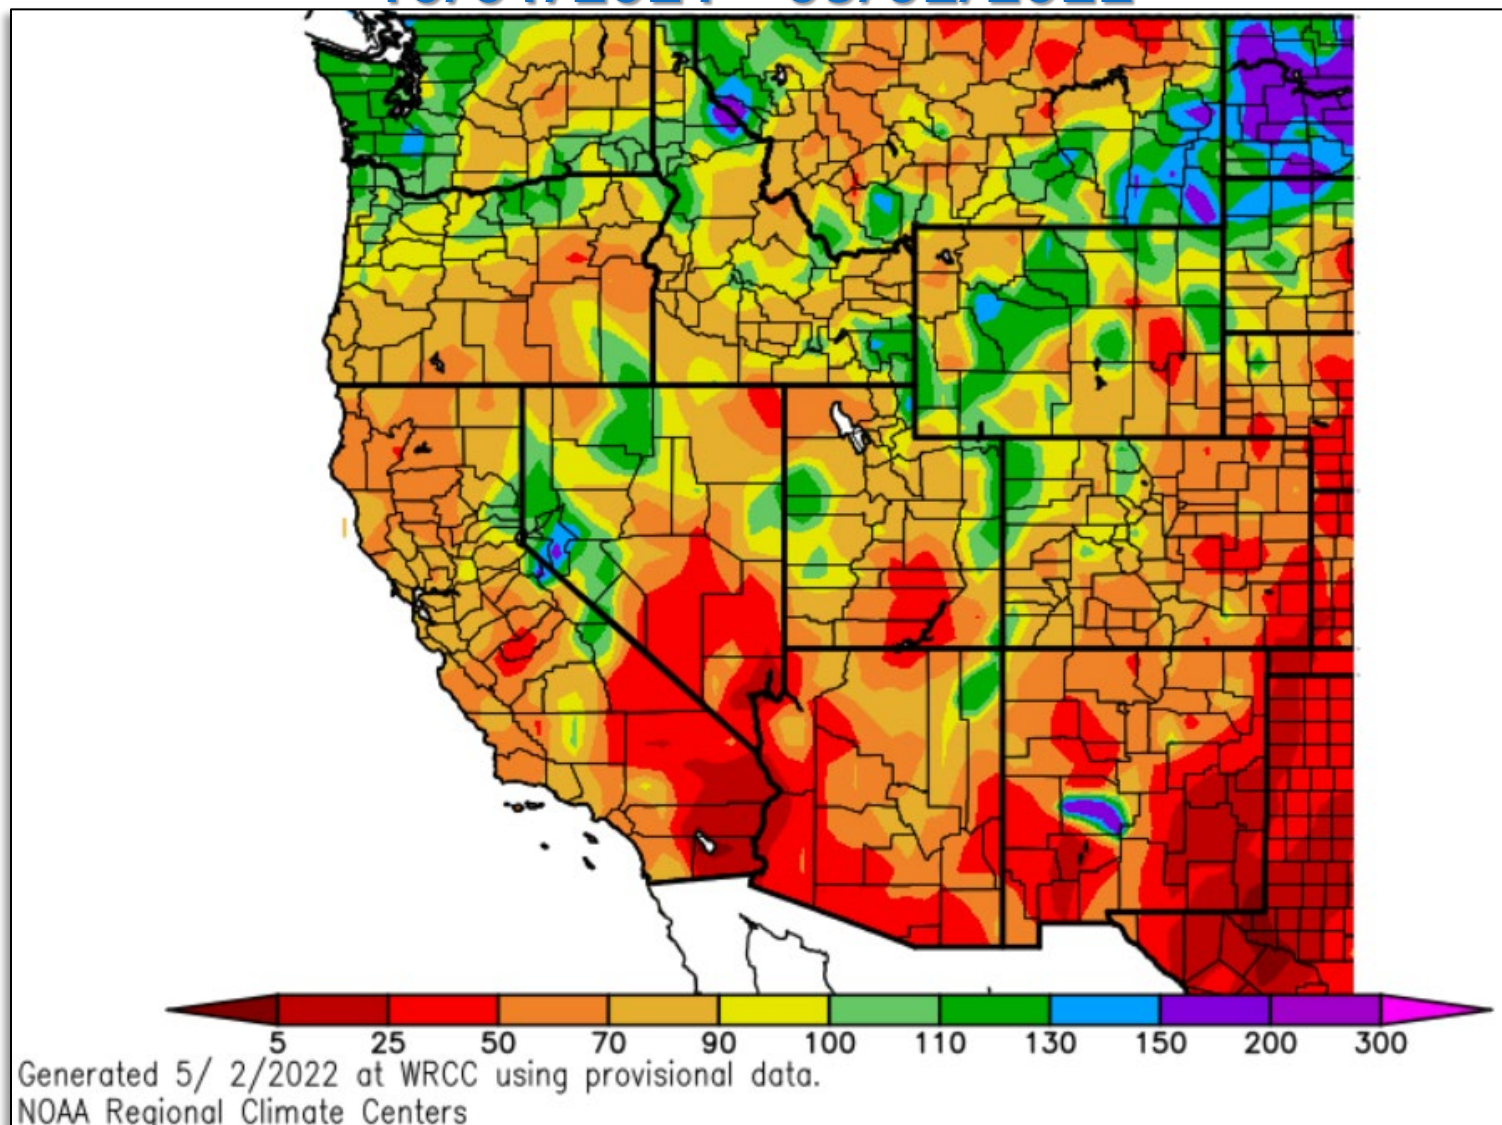 5 25 50 70 90 100 110 130 150 200 300
Generated 5/ 2/2022 at WRCC using provisional data.
NOAA Regional Climate Centers